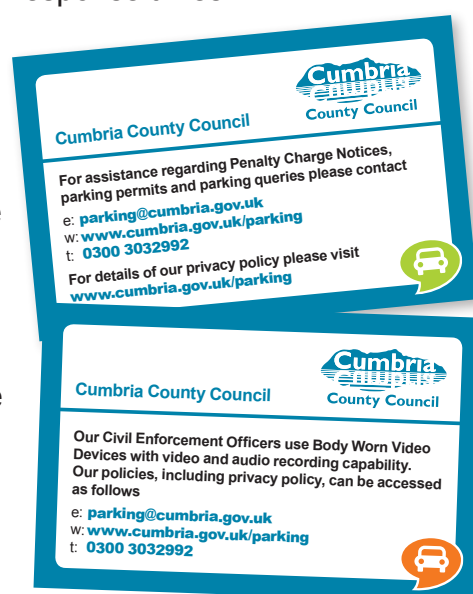 Cumbria
County Council
Cumbria County Council
For assistance regarding Penalty Charge Notices,
parking permits and parking queries please contact
e: parking@cumbria.gov.uk
w: www.cumbria.gov.uk/parking
t: 0300 3032992
For details of our privacy policy please visit
www.cumbria.gov.uk/parking
Cumbria
County Council
Cumbria County Council
Our Civil Enforcement Officers use Body Worn Video
Devices with video and audio recording capability.
Our policies, including privacy policy, can be accessed
as follows
e: parking@cumbria.gov.uk
w: www.cumbria.gov.uk/parking
t: 0300 3032992